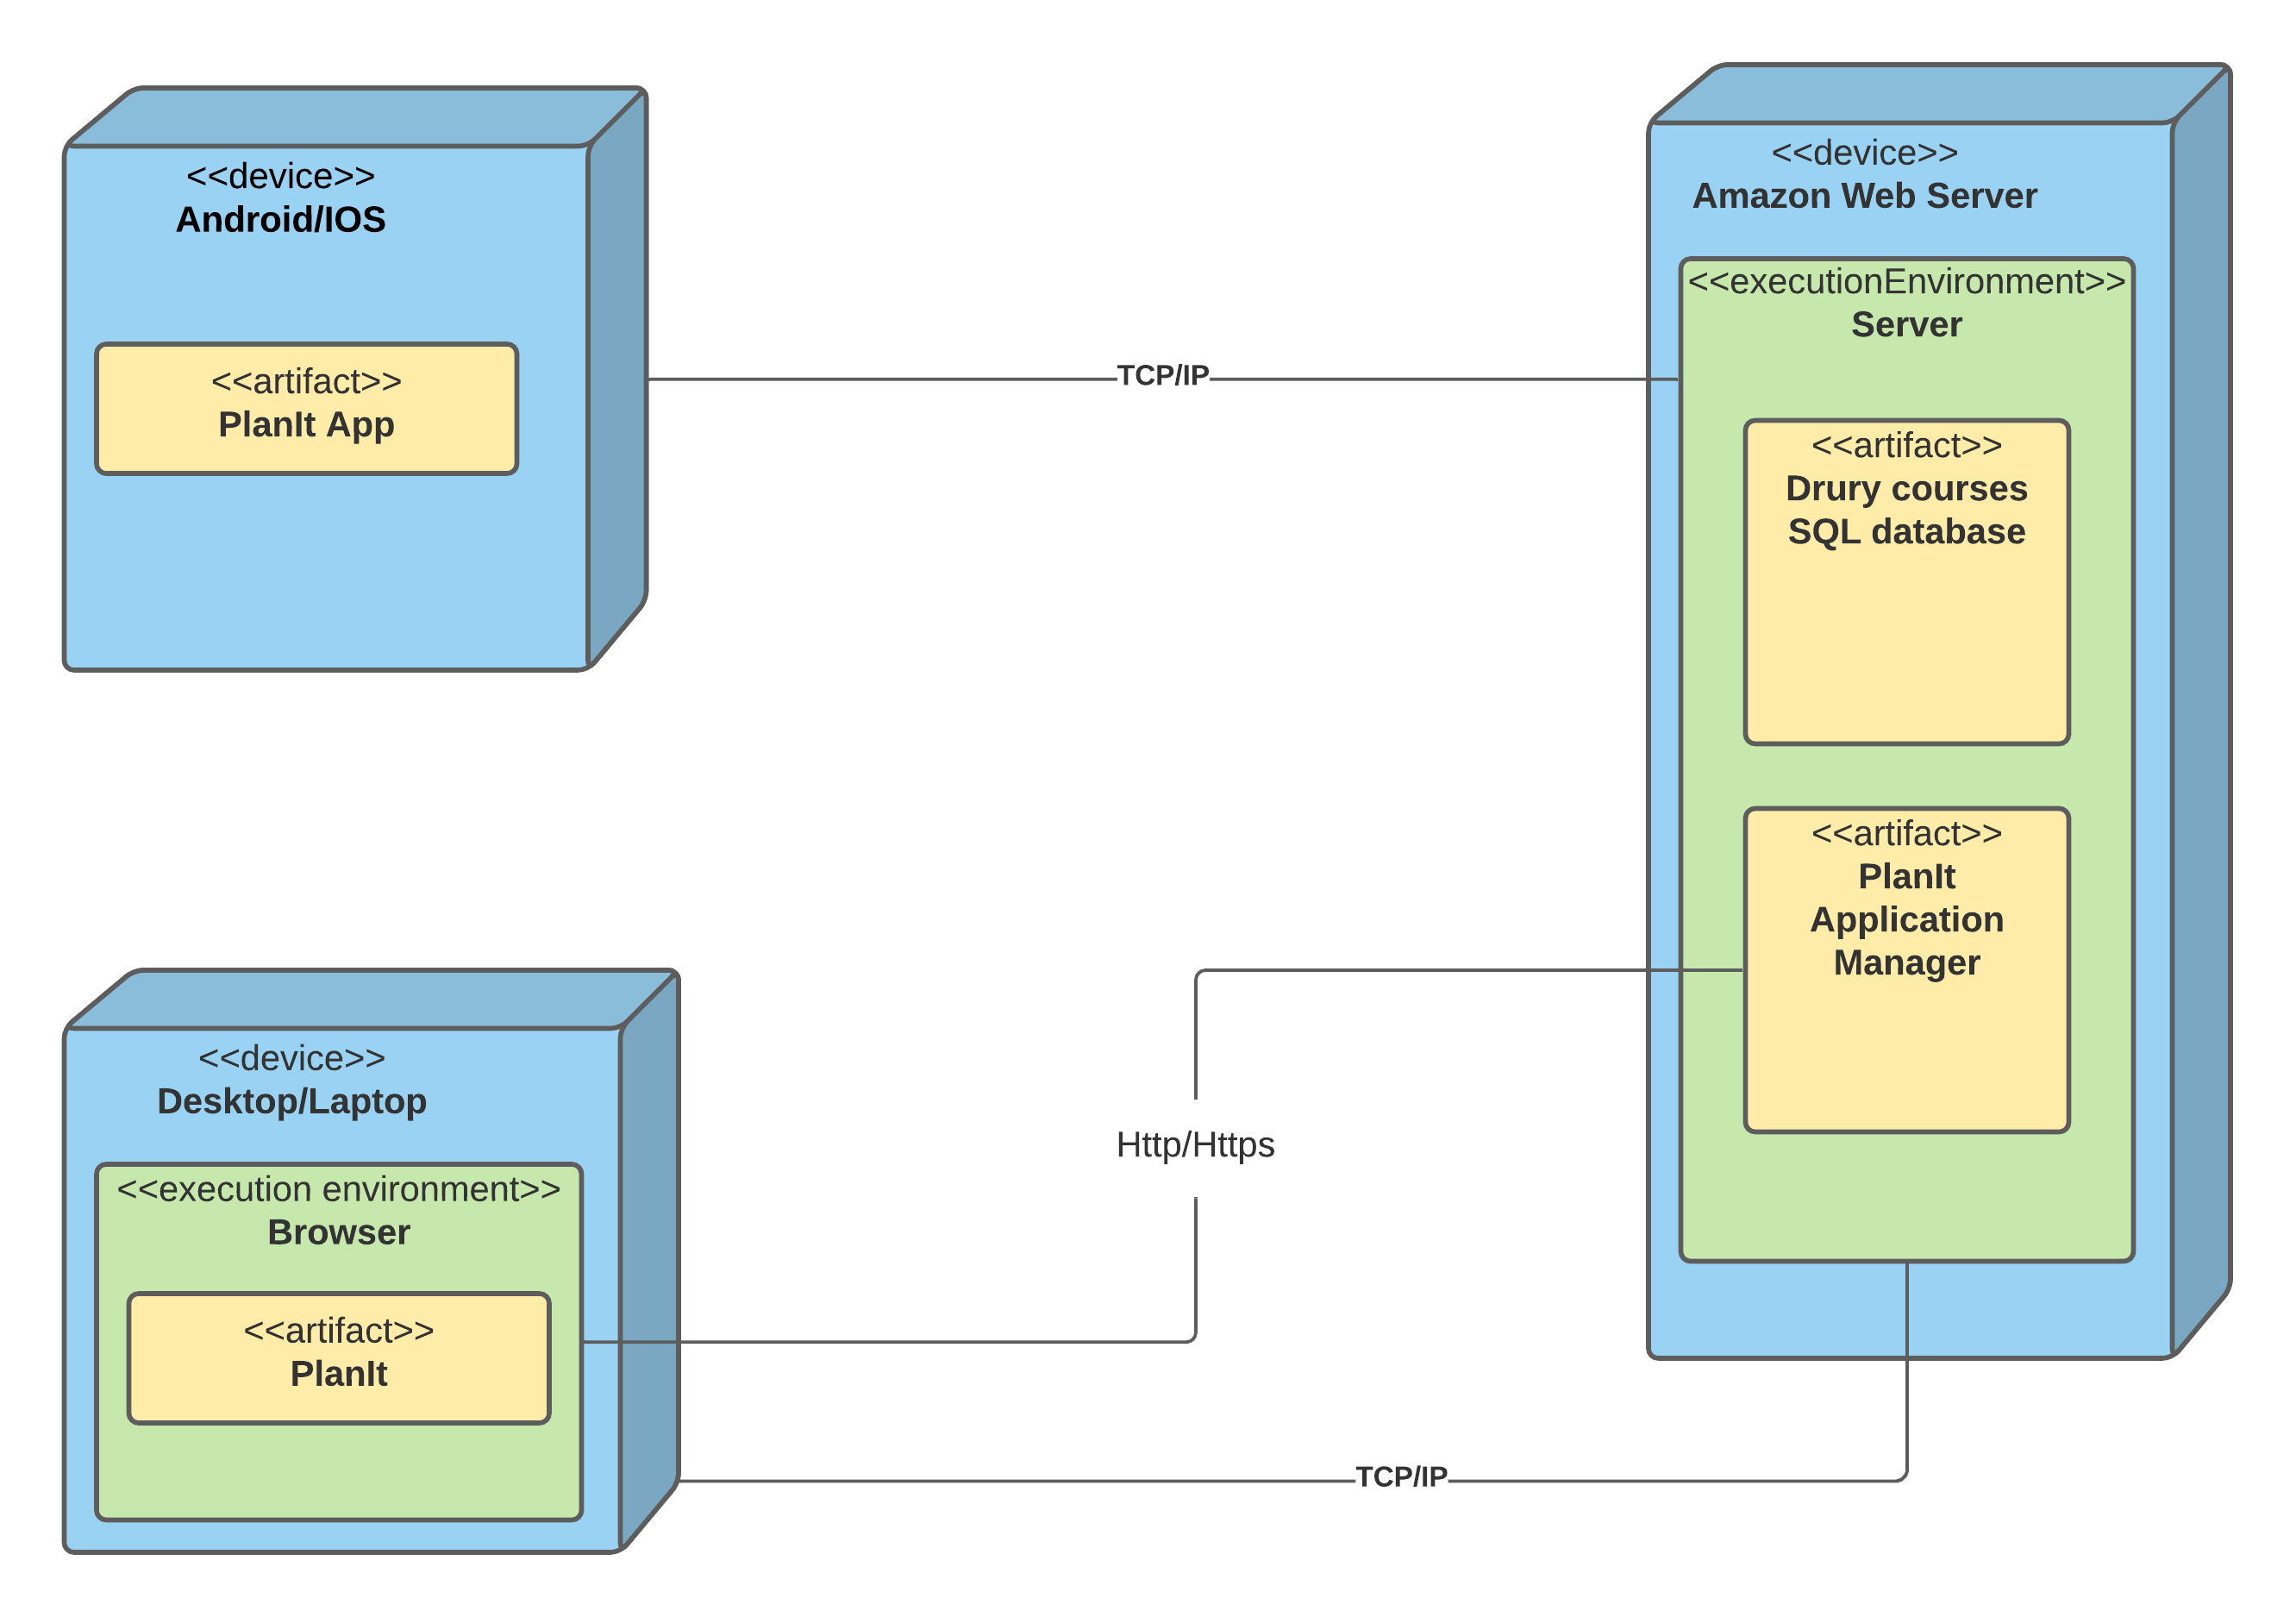 <<device>>
Android/IOS
<<artifact>>
PlanIt App
TCP/IP
<<device>>
Amazon Web Server
<<executionEnvironment>>
Server
<<artifact>>
Drury courses
SQL database
<<artifact>>
PlanIt
Application
Manager
<<device>>
Desktop/Laptop
<<execution environment>>
Browser
<<artifact>>
PlanIt
Http/Https
TCP/IP